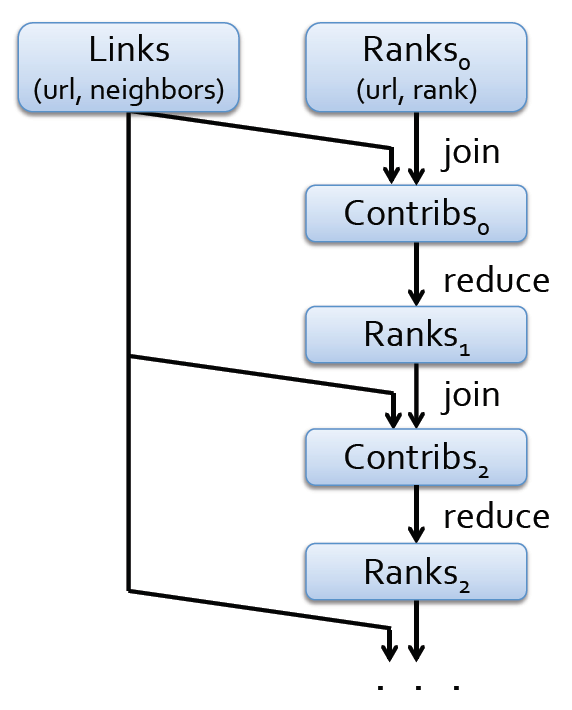 Links
(url, neighbors)
Ranks₀
(url, rank)
join
Contribs₀
reduce
Ranks₁
join
Contribs₂
reduce
Ranks₂
. . .